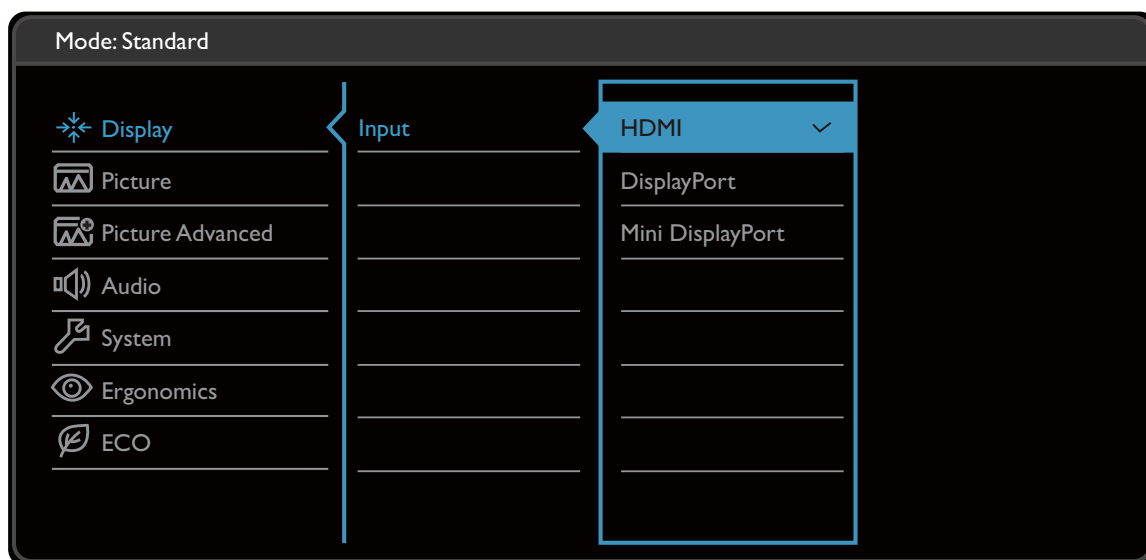 Mode: Standard
Display
Input
HDMI
Picture
DisplayPort
Picture Advanced
Mini DisplayPort
Audio
System
Ergonomics
ECO